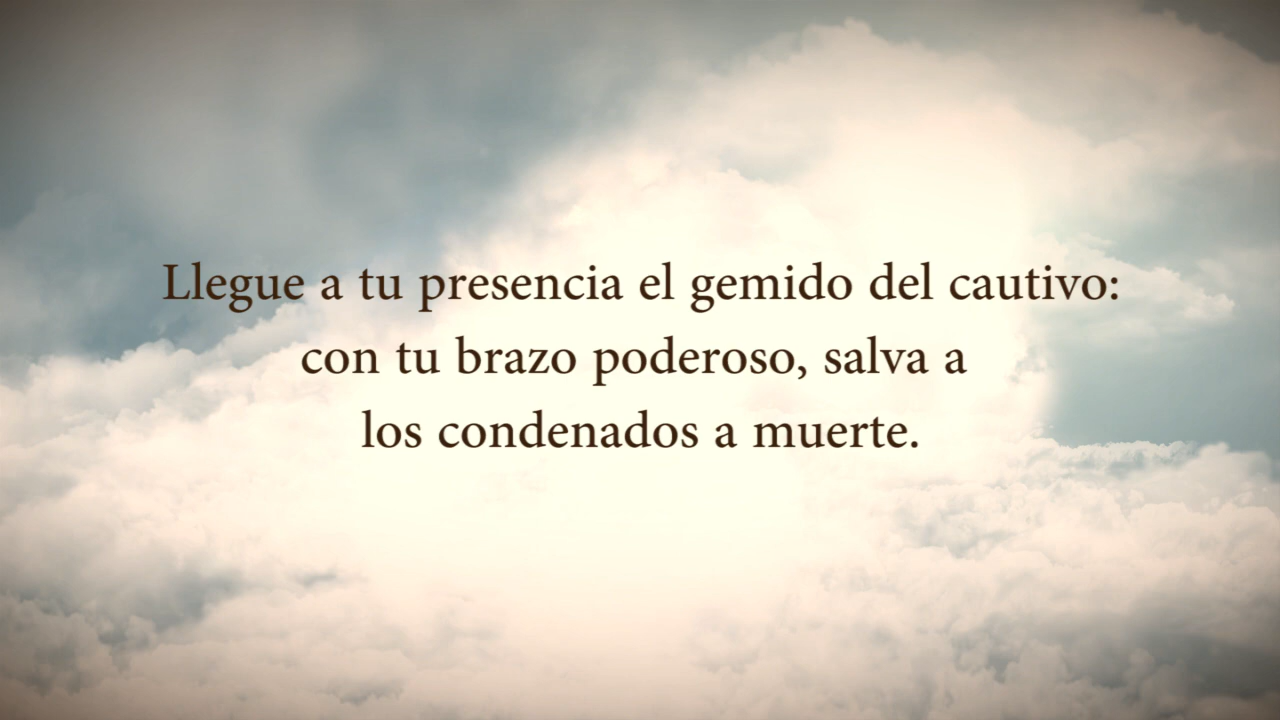 Llegue a tu presencia el gemido del cautivo:
con tu brazo poderoso, salva a
los condenados a muerte.